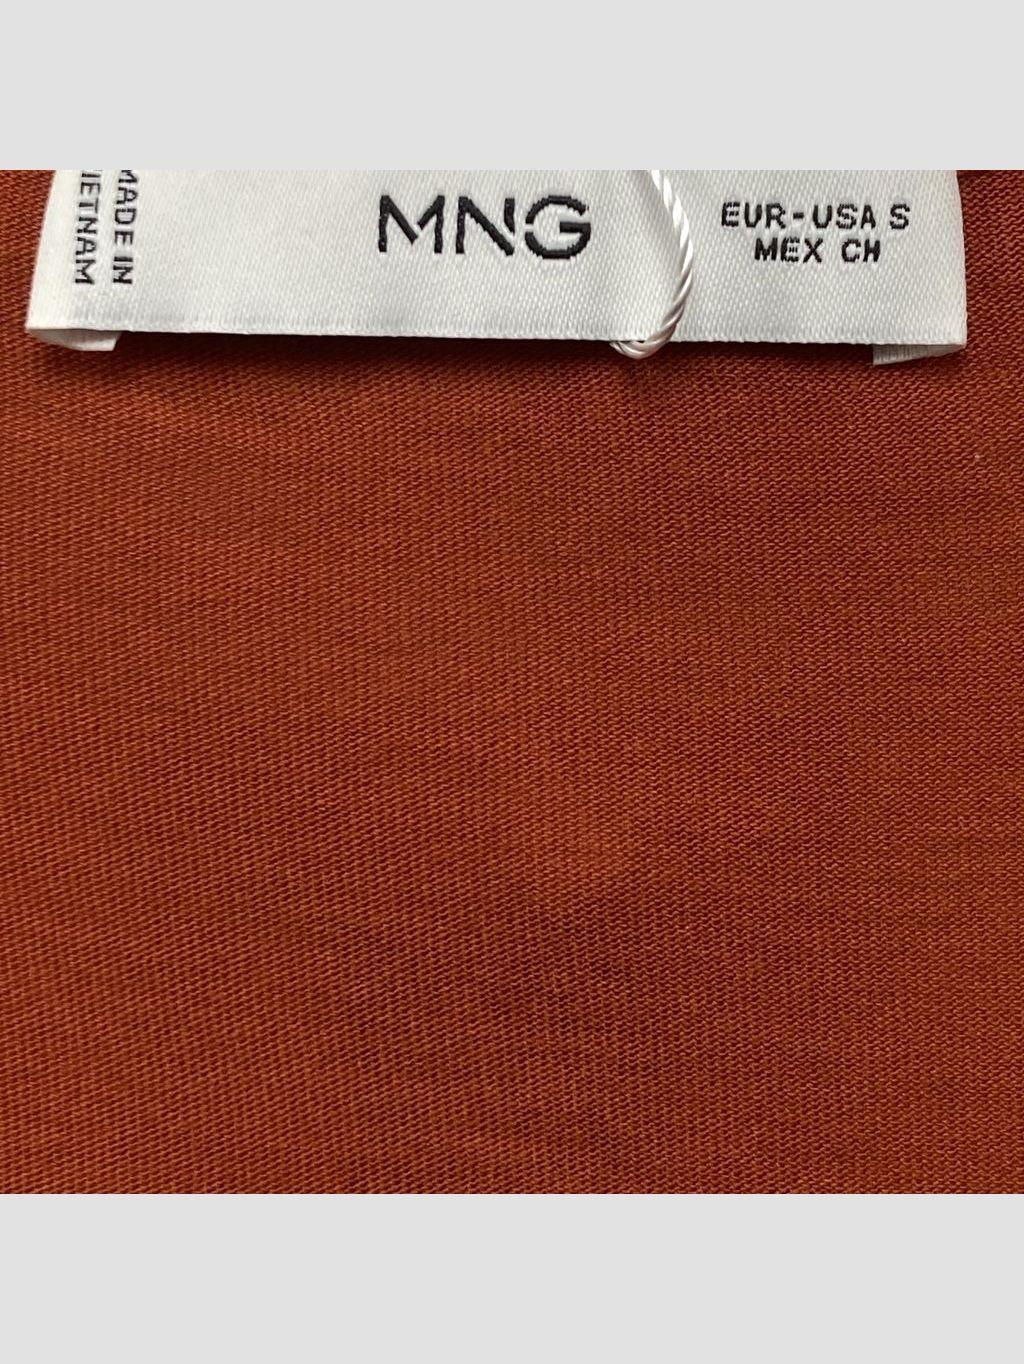 MADE IN
VIETNAM
MNG
EUR-USA S
MEX CH